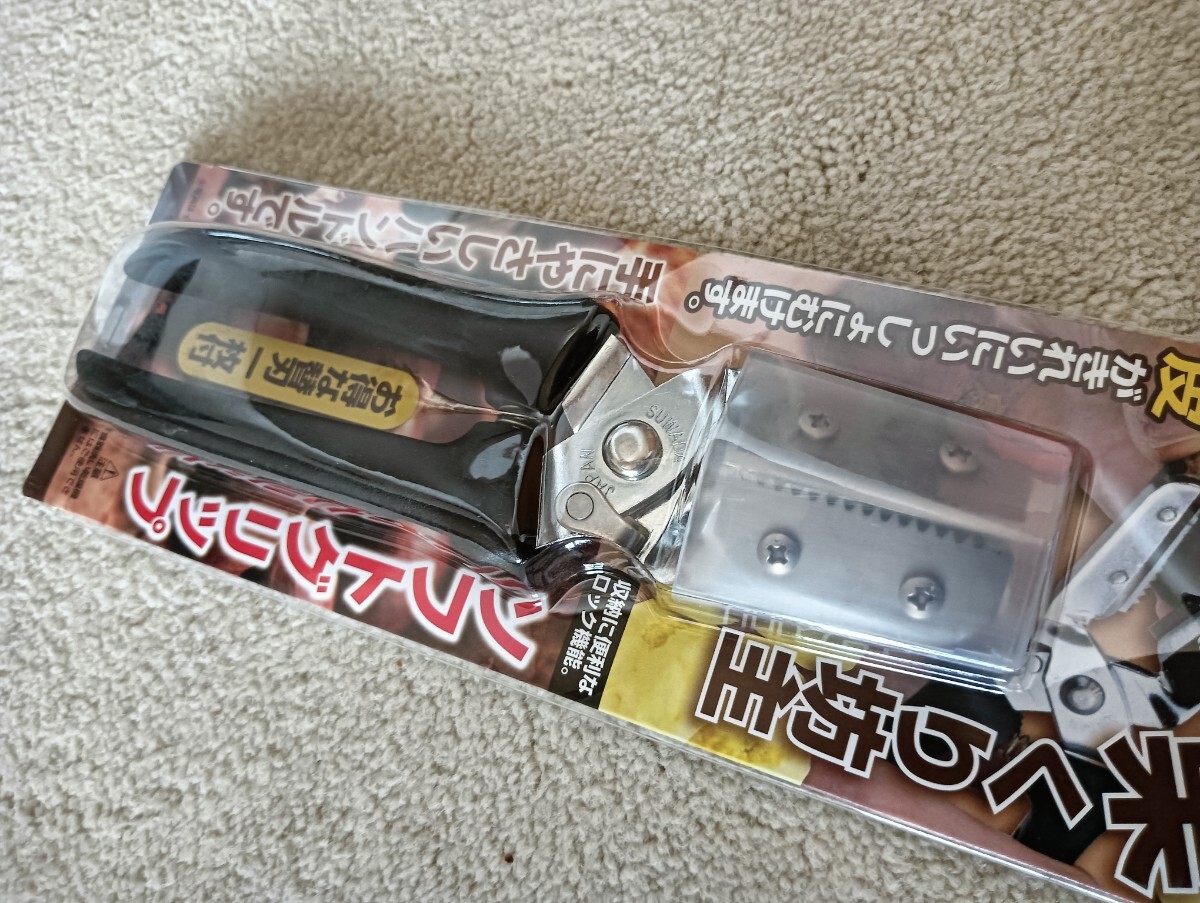 栗くり坊主
皮
がきれいにいっしょにむけます。
手にやさしいハンドルです。
お得な替刃一枚付
SUWADA
JAPAN
収納に便利な
ロック機能。
ソフトグリップ